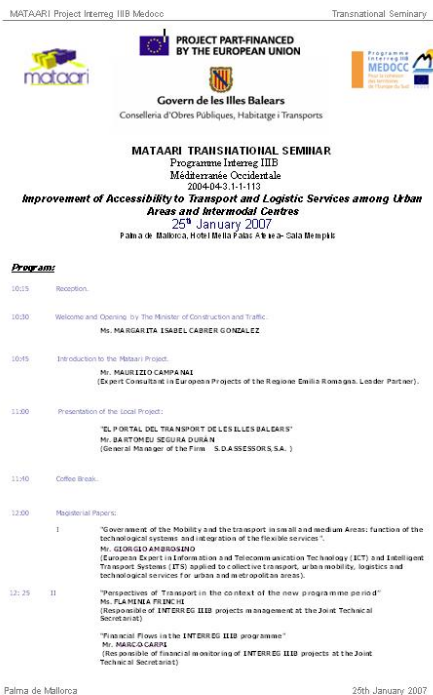 MATAARI Project Interreg IIIB Medocc Transnational Seminary
PROJECT PART-FINANCED
BY THE EUROPEAN UNION
mataari
Programme
Interreg IIIB
MEDOCC
Govern de les Illes Balears
Conselleria d'Obres Públiques, Habitatge i Transports
MATAARI TRANSNATIONAL SEMINAR
Programme Interreg IIIB
Méditerranée Occidentale
2004-04-3.1-1-113
Improvement of Accessibility to Transport and Logistic Services among Urban
Areas and Intermodal Centres
25th January 2007
Palma de Mallorca, Hotel Melia Palas Atenea- Sala Memphis
Program:
10:15 Reception.
10:30 Welcome and Opening by The Minister of Construction and Traffic.
Ms. MARGARITA ISABEL CABRER GONZALEZ
10:45 Introduction to the Mataari Project.
Mr. MAURIZIO CAMPANAI
(Expert Consultant in European Projects of the Regione Emilia Romagna. Leader Partner).
11:00 Presentation of the Local Project:
"EL PORTAL DEL TRANSPORT DE LES ILLES BALEARS"
Mr. BARTOMEU SEGURA DURÁN
(General Manager of the Firm S.D.ASSESSORS,S.A. )
11:40 Coffee Break.
12:00 Magisterial Papers:
I "Government of the Mobility and the transport in small and medium Areas: function of the
technological systems and integration of the flexible services".
Mr. GIORGIO AMBROSINO
(European Expert in Information and Telecommunication Technology (ICT) and Intelligent
Transport Systems (ITS) applied to collective transport, urban mobility, logistics and
technological services for urban and metropolitan areas).
12: 25 II "Perspectives of Transport in the context of the new programme period"
Ms. FLAMINIA FRINCHI
(Responsible of INTERREG IIIB projects management at the Joint Technical
Secretariat)
"Financial Flows in the INTERREG IIIB programme"
Mr. MARCO CARPI
(Responsible of financial monitoring of INTERREG IIIB projects at the Joint
Technical Secretariat)
Palma de Mallorca 25th January 2007